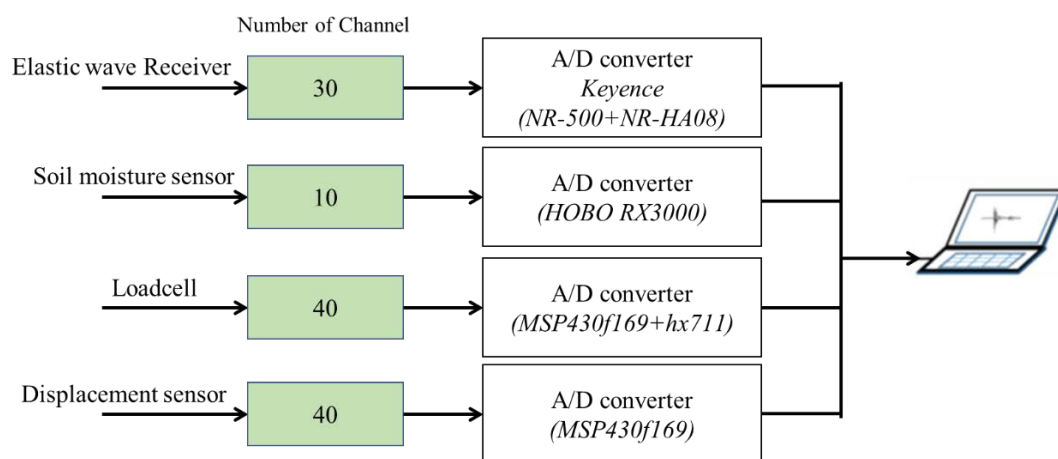 Number of Channel
Elastic wave Receiver
30
A/D converter
Keyence
(NR-500+NR-HA08)
Soil moisture sensor
10
A/D converter
(HOBO RX3000)
Loadcell
40
A/D converter
(MSP430f169+hx711)
Displacement sensor
40
A/D converter
(MSP430f169)